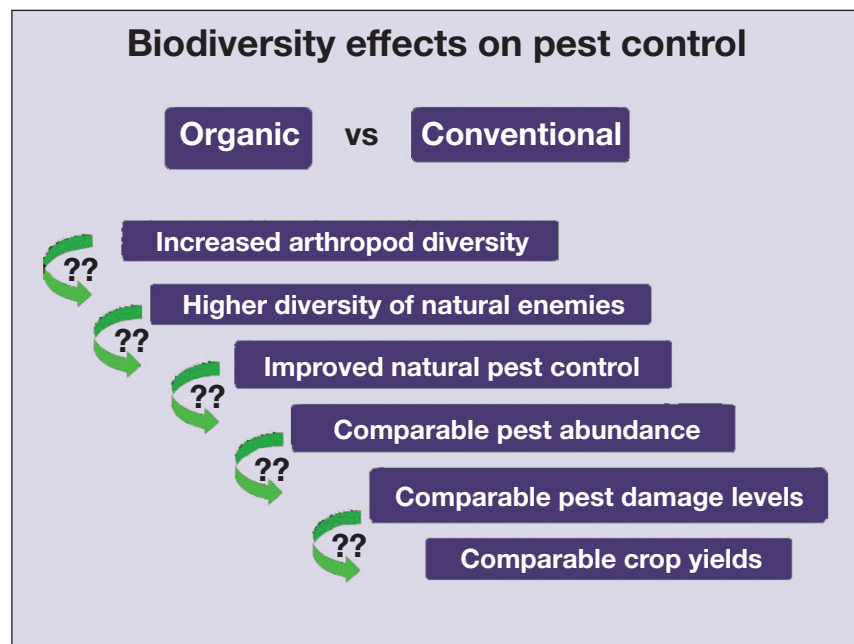 Biodiversity effects on pest control
Organic vs Conventional
Increased arthropod diversity
??
Higher diversity of natural enemies
??
Improved natural pest control
??
Comparable pest abundance
??
Comparable pest damage levels
??
Comparable crop yields